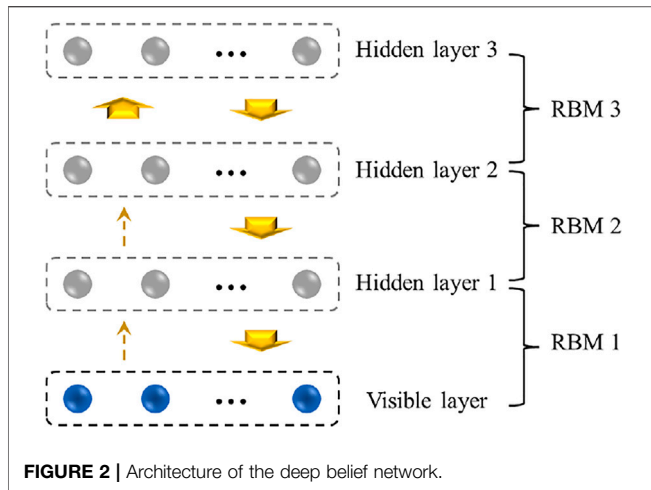 Hidden layer 3
RBM 3
Hidden layer 2
RBM 2
Hidden layer 1
RBM 1
Visible layer
FIGURE 2 | Architecture of the deep belief network.